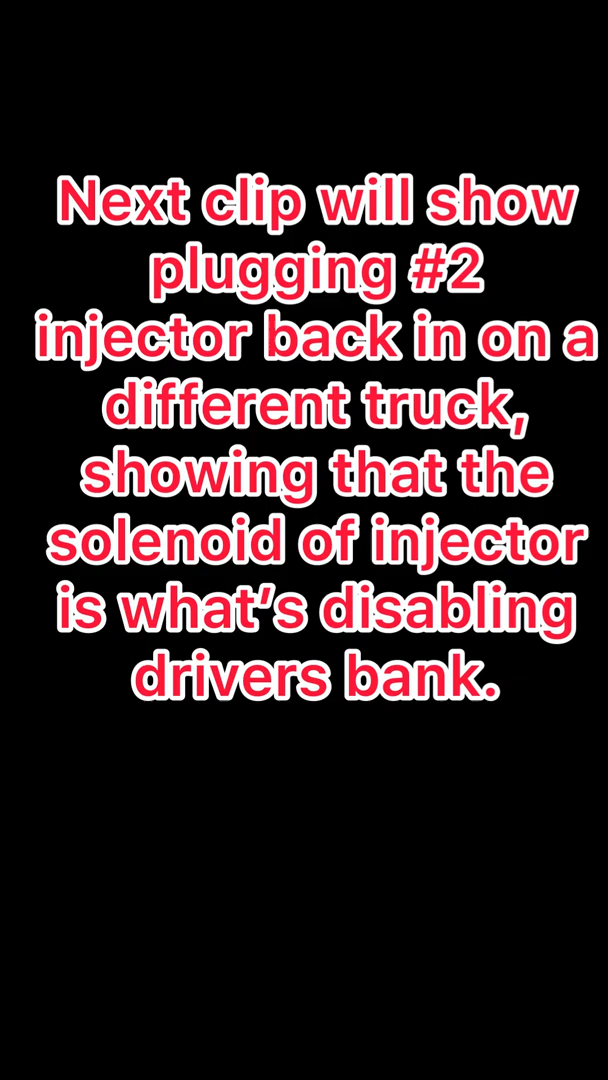 Next clip will show
plugging #2
injector back in on a
different truck,
showing that the
solenoid of injector
is what’s disabling
drivers bank.